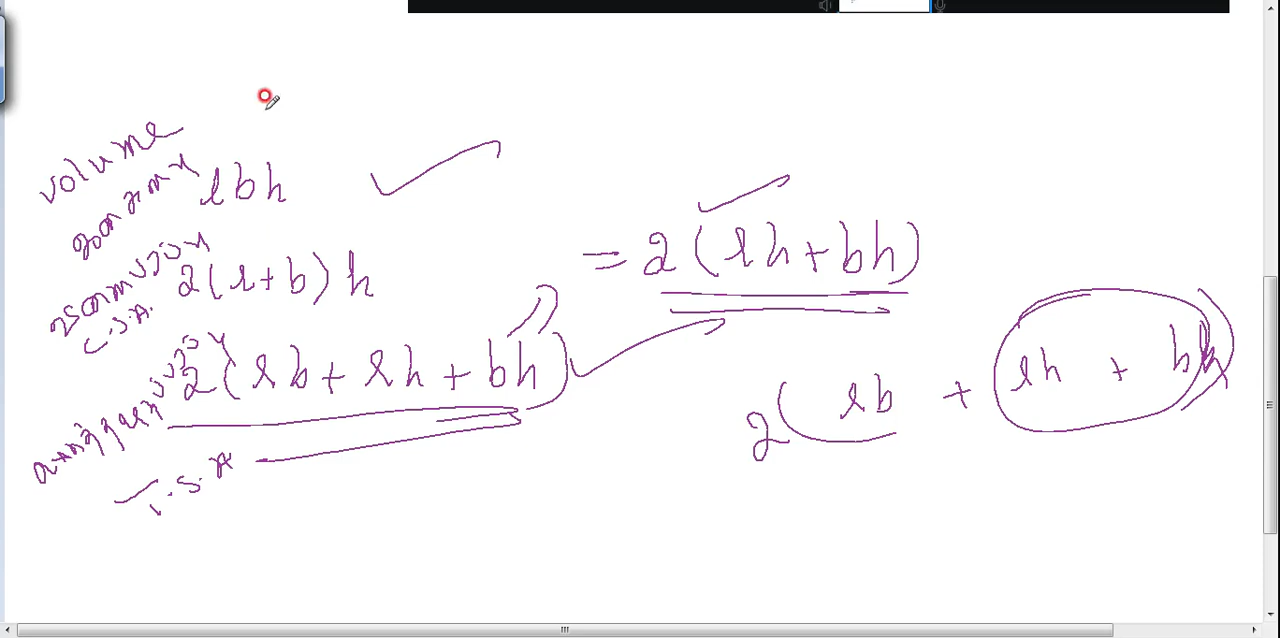 volume
lbh
2(l+b)h
= 2(lh+bh)
C.S.A.
2(lb + lh + bh)
2(lb + lh + bh)
T.S.A